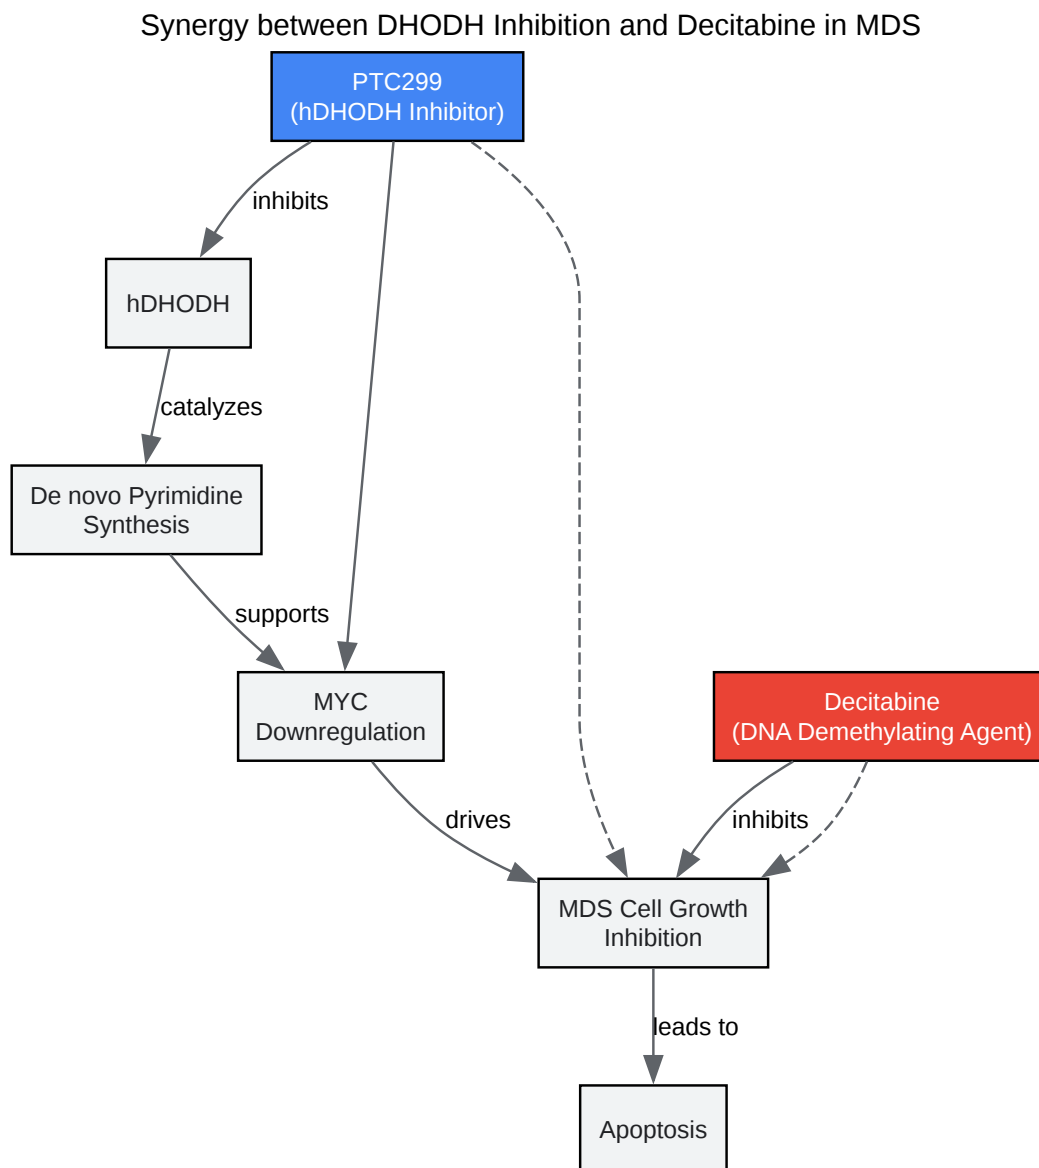 Synergy between DHODH Inhibition and Decitabine in MDS
PTC299
(hDHODH Inhibitor)
inhibits
hDHODH
catalyzes
De novo Pyrimidine
Synthesis
supports
MYC
Downregulation
Decitabine
(DNA Demethylating Agent)
drives
inhibits
MDS Cell Growth
Inhibition
leads to
Apoptosis